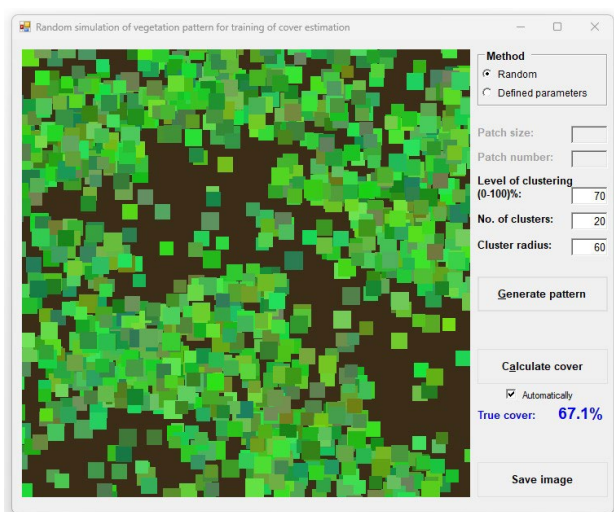 Random simulation of vegetation pattern for training of cover estimation
Method
Random
Defined parameters
Patch size:
Patch number:
Level of clustering
(0-100)%: 70
No. of clusters: 20
Cluster radius: 60
Generate pattern
Calculate cover
Automatically
True cover: 67.1%
Save image